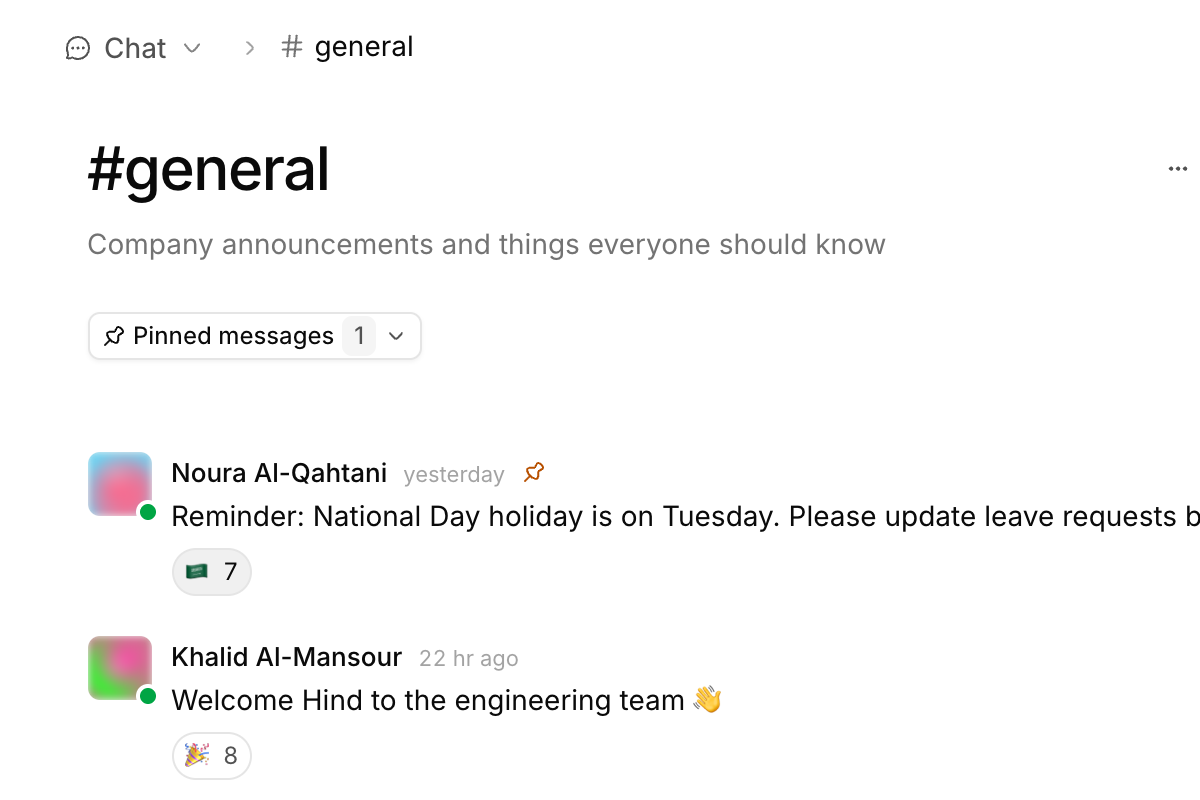 Chat > # general
#general
Company announcements and things everyone should know
Pinned messages 1
Noura Al-Qahtani yesterday
Reminder: National Day holiday is on Tuesday. Please update leave requests
🇸🇦 7
Khalid Al-Mansour 22 hr ago
Welcome Hind to the engineering team 👋
🎉 8